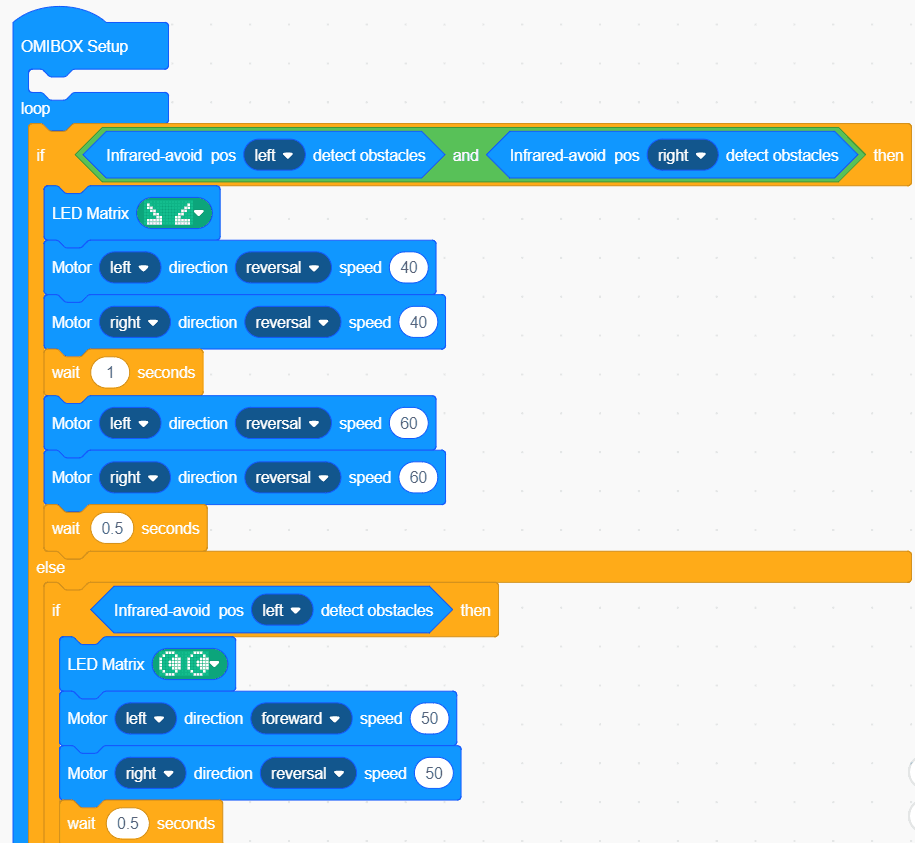 OMIBOX Setup
loop
if Infrared-avoid pos left detect obstacles and Infrared-avoid pos right detect obstacles then
LED Matrix
Motor left direction reversal speed 40
Motor right direction reversal speed 40
wait 1 seconds
Motor left direction reversal speed 60
Motor right direction reversal speed 60
wait 0.5 seconds
else
if Infrared-avoid pos left detect obstacles then
LED Matrix
Motor left direction foreward speed 50
Motor right direction reversal speed 50
wait 0.5 seconds